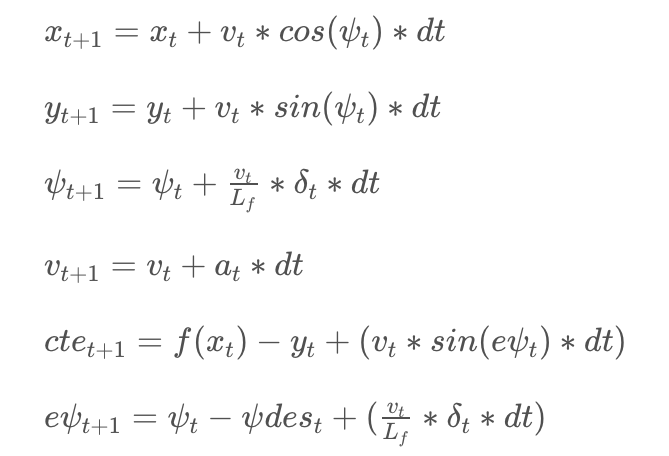 x_{t+1} = x_t + v_t * cos(ψ_t) * dt
y_{t+1} = y_t + v_t * sin(ψ_t) * dt
ψ_{t+1} = ψ_t + \frac{v_t}{L_f} * δ_t * dt
v_{t+1} = v_t + a_t * dt
cte_{t+1} = f(x_t) − y_t + (v_t * sin(eψ_t) * dt)
eψ_{t+1} = ψ_t − ψdes_t + (\frac{v_t}{L_f} * δ_t * dt)